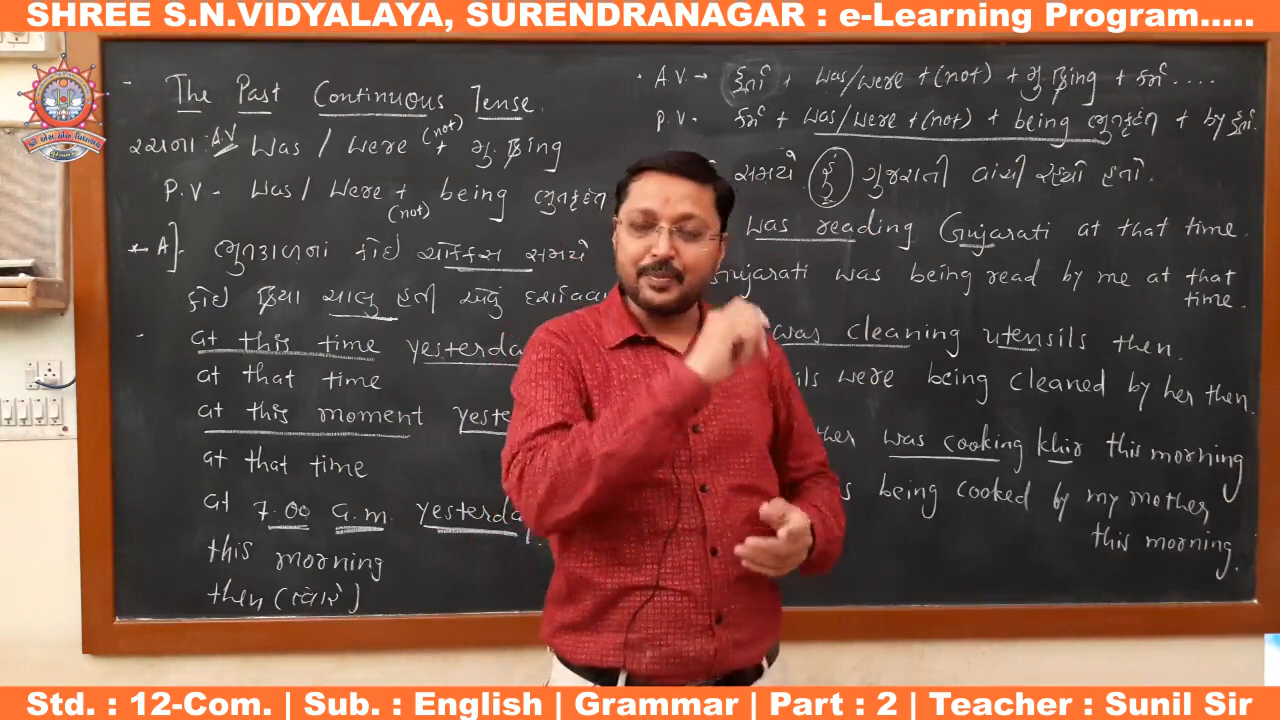 SHREE S.N.VIDYALAYA, SURENDRANAGAR : e-Learning Program.....
The Past Continuous Tense.
રચના : A.V Was / Were + (not) મૂ. ક્રિing
P.V - Was / Were + (not) being ભૂતકૃદંત
* A]. ભૂતકાળનાં કોઈ ચોક્કસ સમયે
કોઈ ક્રિયા ચાલુ હતી એવું
at this time
at that time
at this moment
at that time
at 7.00 a.m.
this morning
then (ત્યારે)
A.V. → કર્તા + was/were + (not) + મૂ. ક્રિing + કર્મ ....
P.V. - કર્મ + was/were + (not) + being ભૂતકૃદંત + by કર્તા.
સમયે હું ગુજરાતી વાંચી રહ્યો હતો.
was reading Gujarati at that time.
Gujarati was being read by me at that time.
was cleaning utensils then.
were being cleaned by her then.
was cooking khir this morning
being cooked by my mother this morning.
Std. : 12-Com. | Sub. : English | Grammar | Part : 2 | Teacher : Sunil Sir